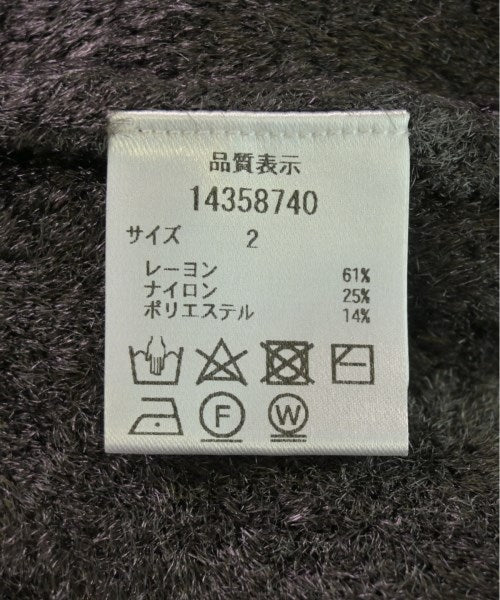 品質表示
14358740
サイズ 2
レーヨン 61%
ナイロン 25%
ポリエステル 14%
F W